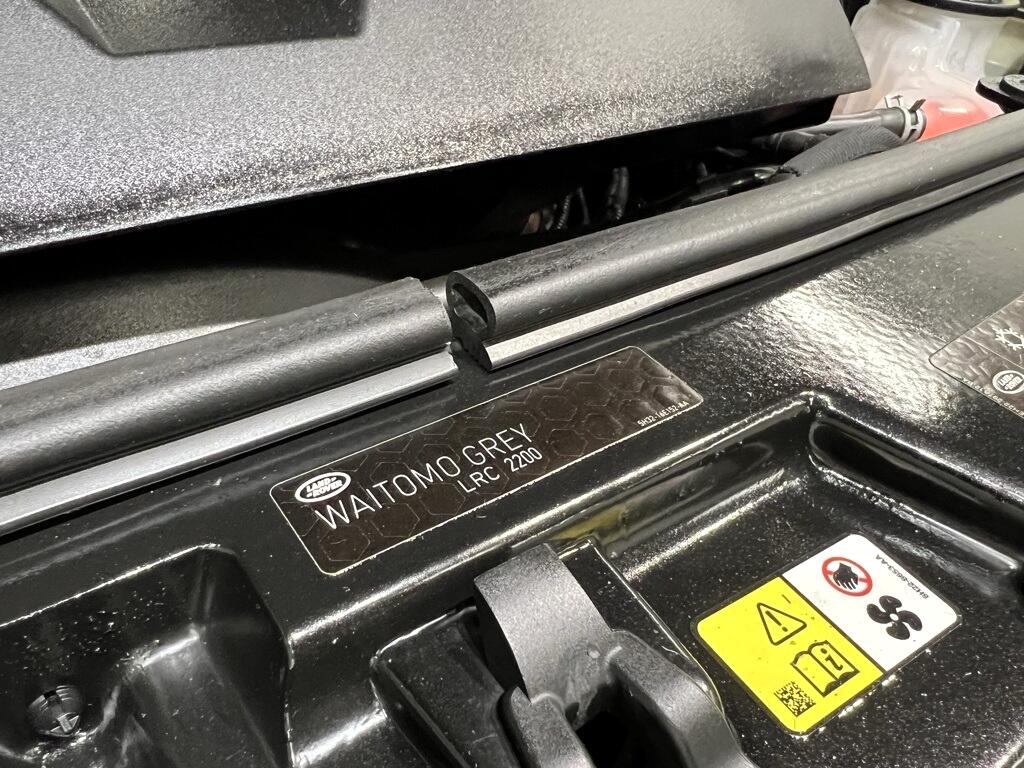 LAND ROVER
WAITOMO GREY
LRC 2200